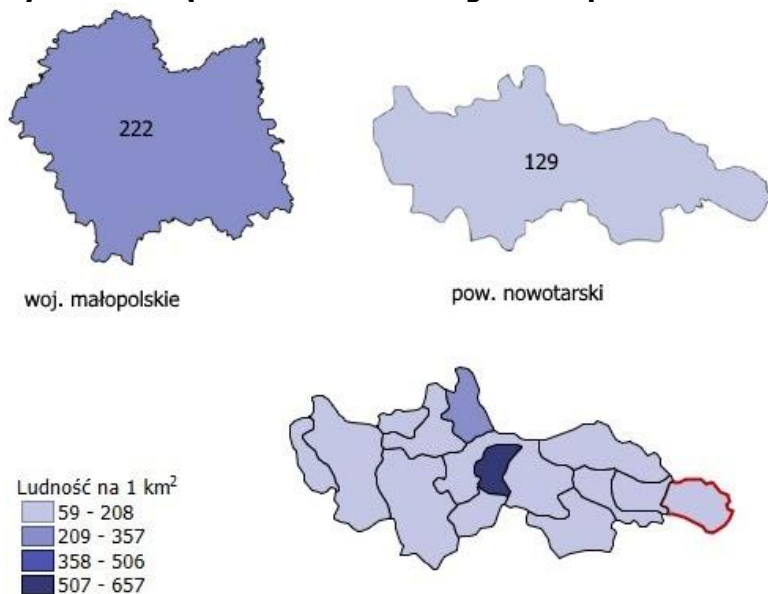 222
129
woj. małopolskie
pow. nowotarski
Ludność na 1 km²
59 - 208
209 - 357
358 - 506
507 - 657